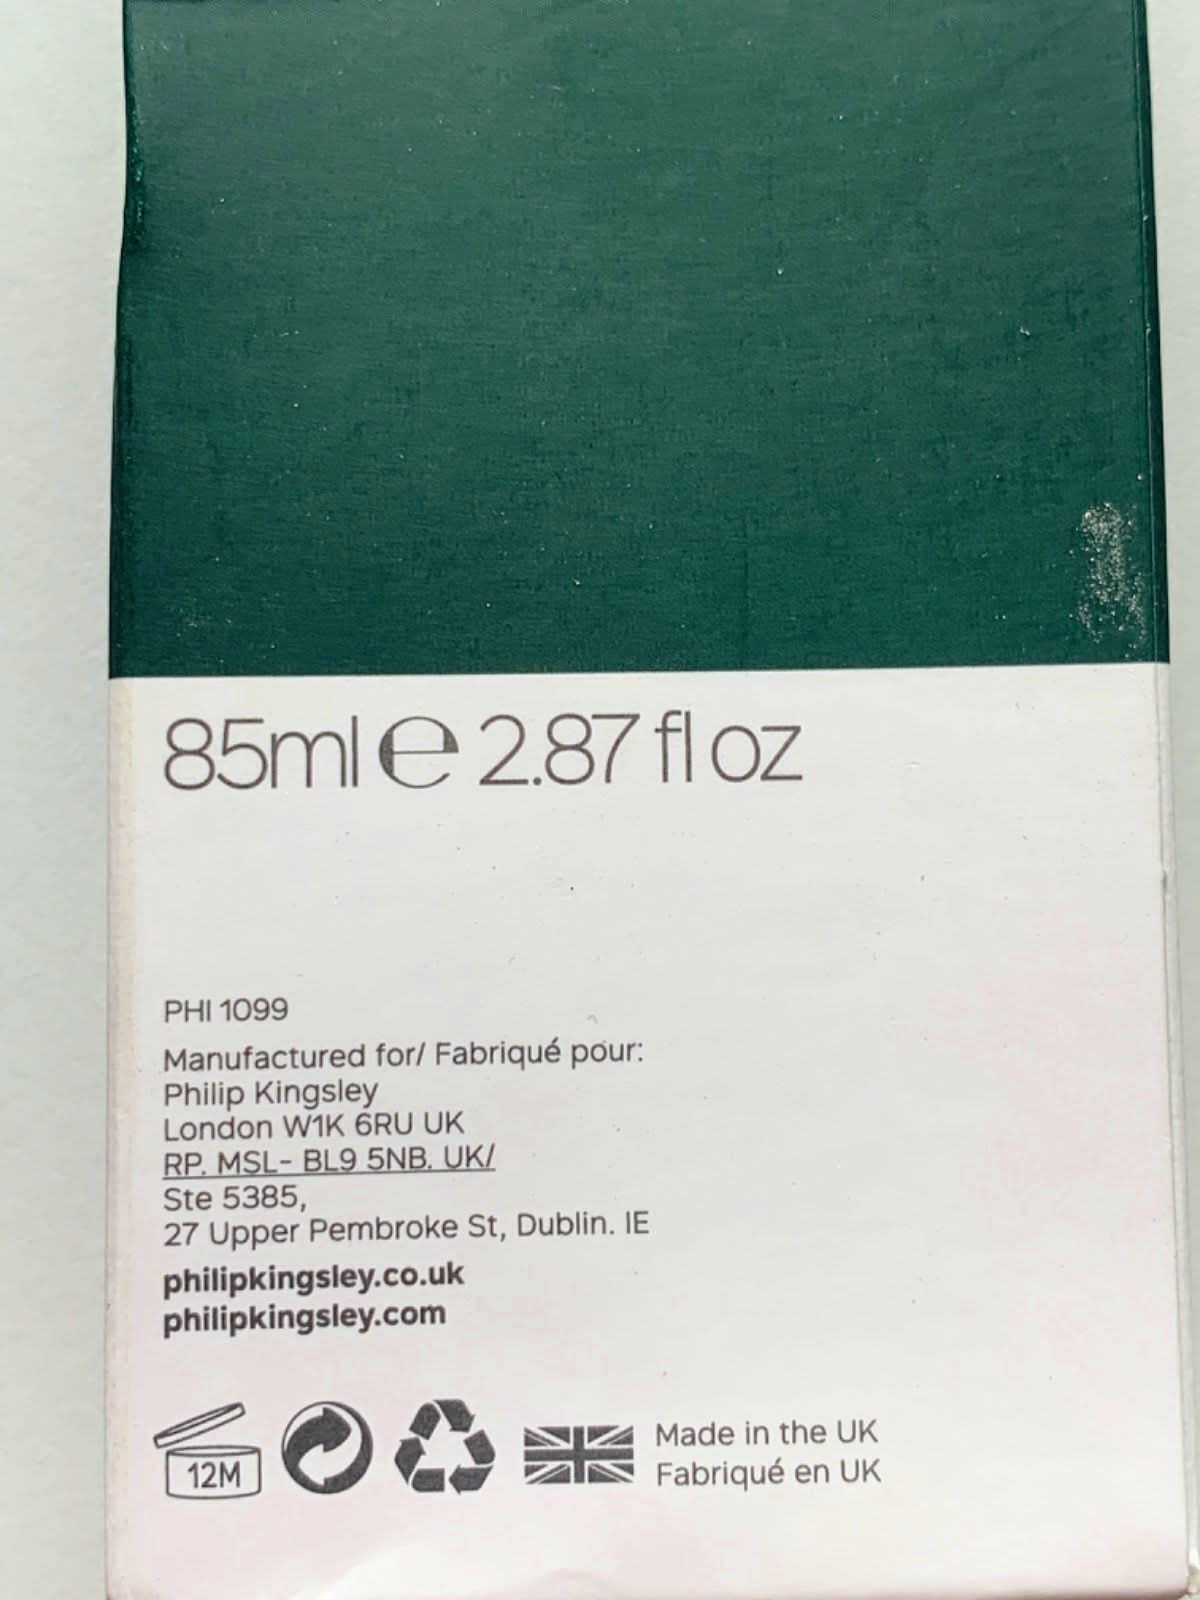 85ml ℮ 2.87 fl oz
PHI 1099
Manufactured for/ Fabriqué pour:
Philip Kingsley
London W1K 6RU UK
RP. MSL- BL9 5NB. UK/
Ste 5385,
27 Upper Pembroke St, Dublin. IE
philipkingsley.co.uk
philipkingsley.com
12M
Made in the UK
Fabriqué en UK